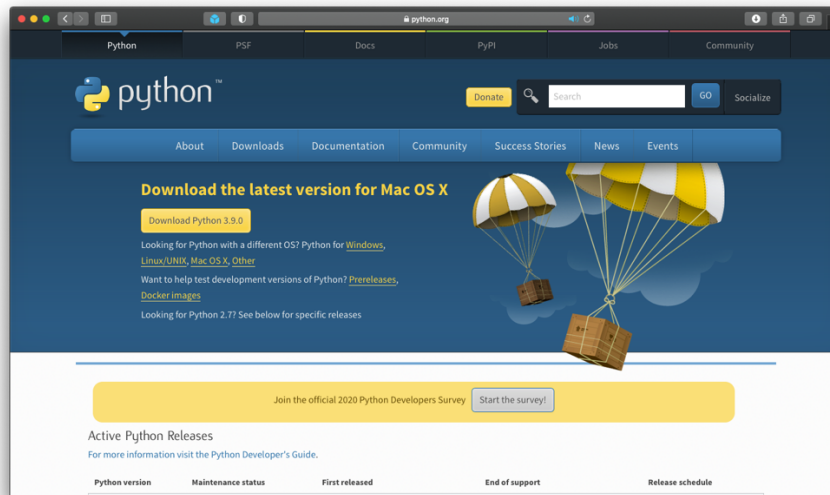 python.org
Python
PSF
Docs
PyPI
Jobs
Community
python™
Donate
Search
GO
Socialize
About
Downloads
Documentation
Community
Success Stories
News
Events
Download the latest version for Mac OS X
Download Python 3.9.0
Looking for Python with a different OS? Python for Windows,
Linux/UNIX, Mac OS X, Other
Want to help test development versions of Python? Prereleases,
Docker images
Looking for Python 2.7? See below for specific releases
Join the official 2020 Python Developers Survey
Start the survey!
Active Python Releases
For more information visit the Python Developer's Guide.
Python version
Maintenance status
First released
End of support
Release schedule